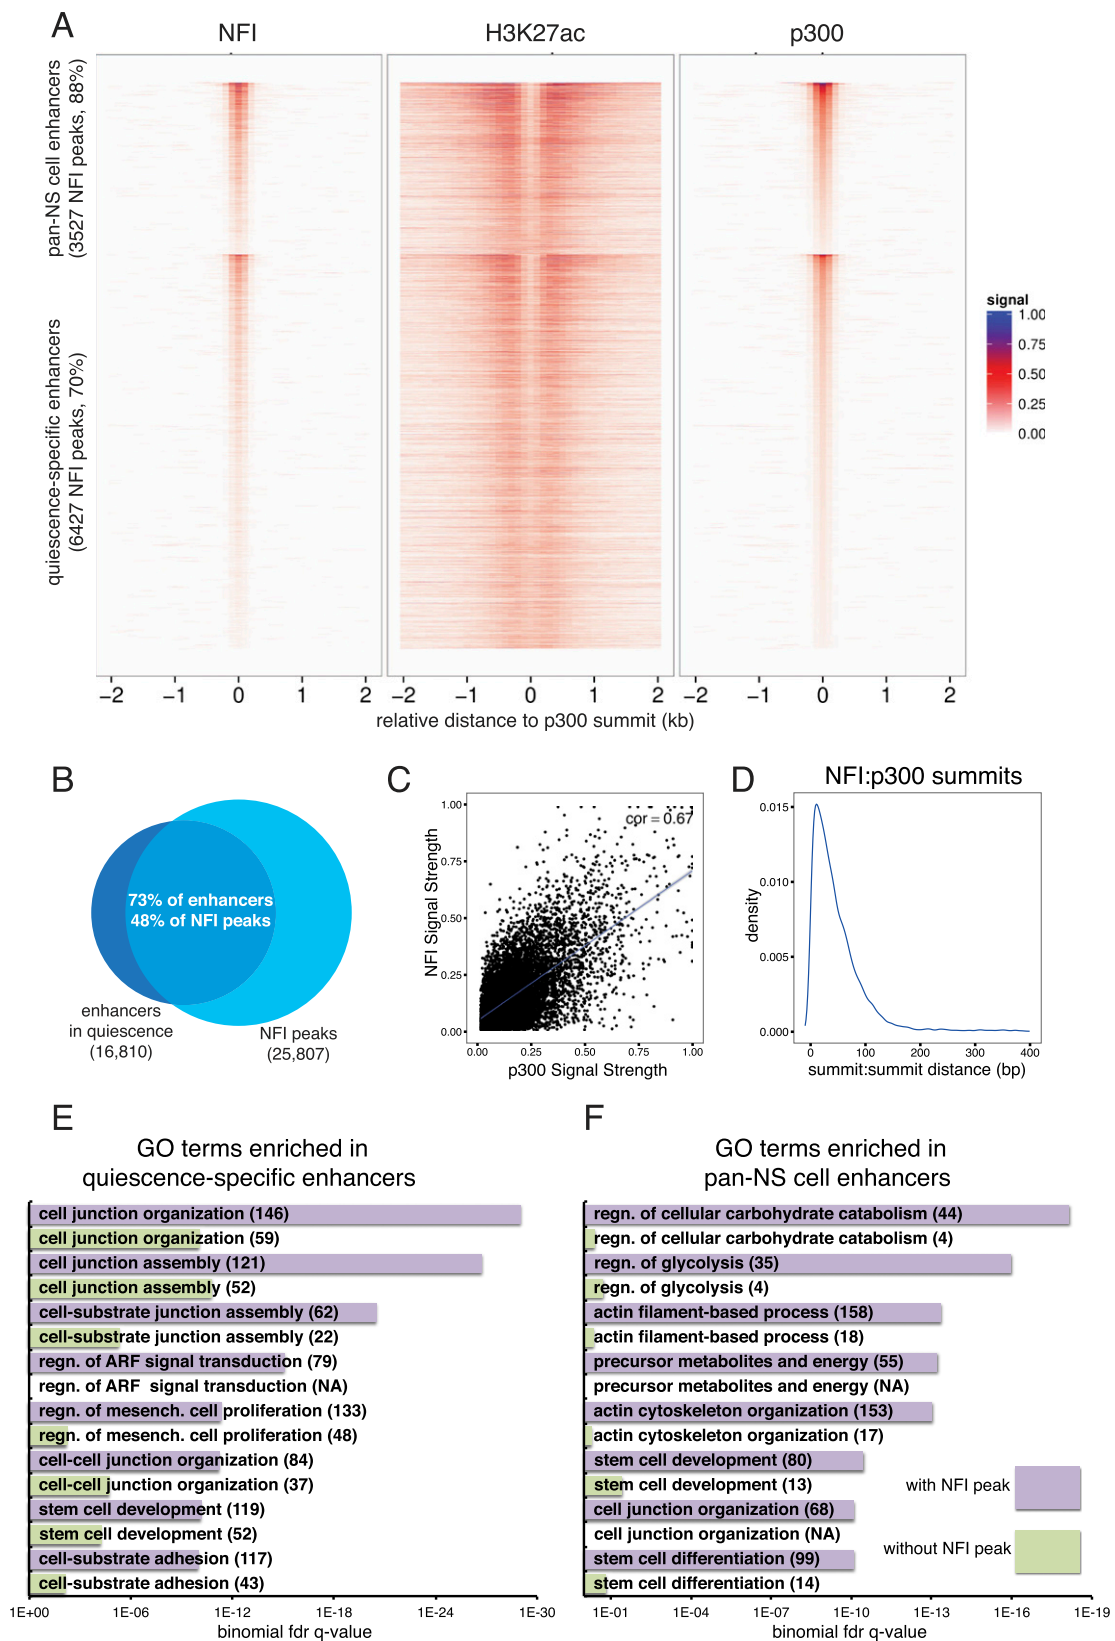 A
NFI
H3K27ac
p300
pan-NS cell enhancers
(3527 NFI peaks, 88%)
quiescence-specific enhancers
(6427 NFI peaks, 70%)
signal
1.00
0.75
0.50
0.25
0.00
−2 −1 0 1 2
−2 −1 0 1 2
−2 −1 0 1 2
relative distance to p300 summit (kb)
B
73% of enhancers
48% of NFI peaks
enhancers
in quiescence
(16,810)
NFI peaks
(25,807)
C
cor = 0.67
NFI Signal Strength
1.00
0.75
0.50
0.25
0.00
0.00 0.25 0.50 0.75 1.00
p300 Signal Strength
D
NFI:p300 summits
density
0.015
0.010
0.005
0.000
0 100 200 300 400
summit:summit distance (bp)
E
GO terms enriched in
quiescence-specific enhancers
cell junction organization (146)
cell junction organization (59)
cell junction assembly (121)
cell junction assembly (52)
cell-substrate junction assembly (62)
cell-substrate junction assembly (22)
regn. of ARF signal transduction (79)
regn. of ARF signal transduction (NA)
regn. of mesench. cell proliferation (133)
regn. of mesench. cell proliferation (48)
cell-cell junction organization (84)
cell-cell junction organization (37)
stem cell development (119)
stem cell development (52)
cell-substrate adhesion (117)
cell-substrate adhesion (43)
1E+00 1E-06 1E-12 1E-18 1E-24 1E-30
binomial fdr q-value
F
GO terms enriched in
pan-NS cell enhancers
regn. of cellular carbohydrate catabolism (44)
regn. of cellular carbohydrate catabolism (4)
regn. of glycolysis (35)
regn. of glycolysis (4)
actin filament-based process (158)
actin filament-based process (18)
precursor metabolites and energy (55)
precursor metabolites and energy (NA)
actin cytoskeleton organization (153)
actin cytoskeleton organization (17)
stem cell development (80)
stem cell development (13)
cell junction organization (68)
cell junction organization (NA)
stem cell differentiation (99)
stem cell differentiation (14)
with NFI peak
without NFI peak
1E-01 1E-04 1E-07 1E-10 1E-13 1E-16 1E-19
binomial fdr q-value